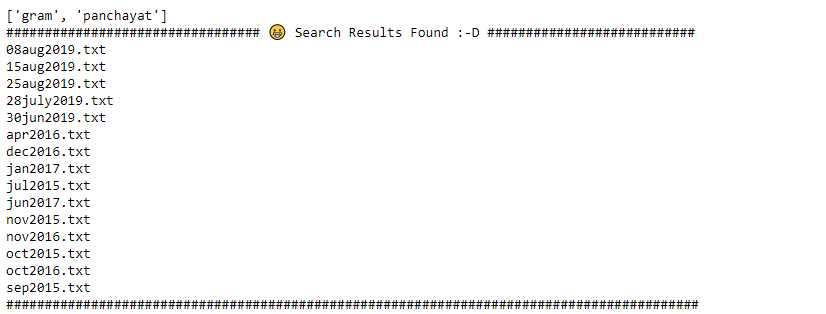 ['gram', 'panchayat']
################################# 😀 Search Results Found :-D ###########################
08aug2019.txt
15aug2019.txt
25aug2019.txt
28july2019.txt
30jun2019.txt
apr2016.txt
dec2016.txt
jan2017.txt
jul2015.txt
jun2017.txt
nov2015.txt
nov2016.txt
oct2015.txt
oct2016.txt
sep2015.txt
##########################################################################################